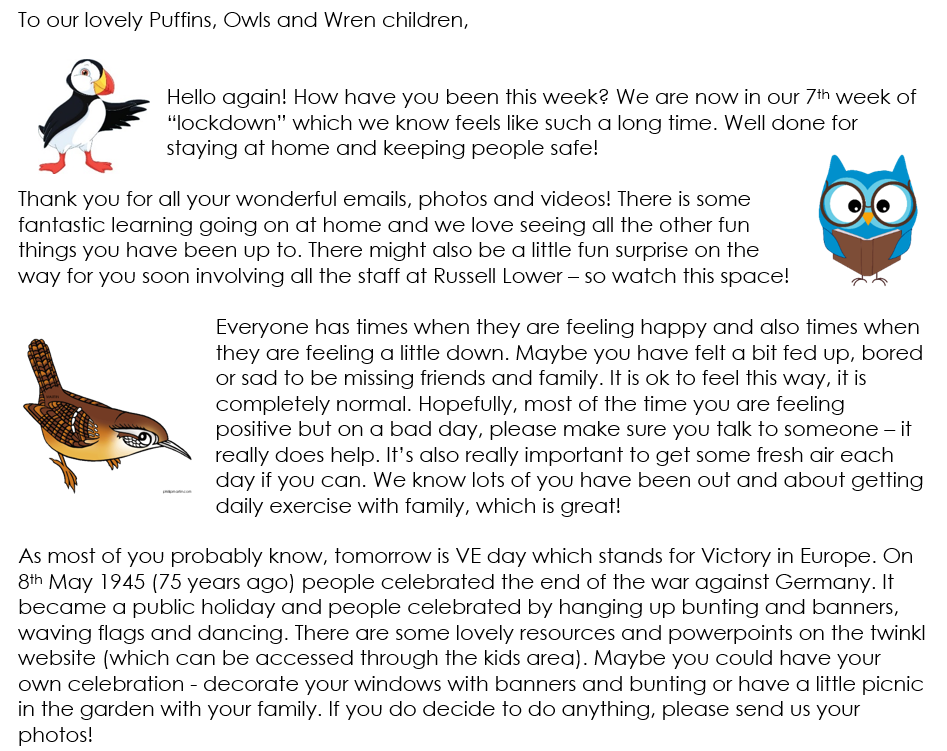 To our lovely Puffins, Owls and Wren children,
Hello again! How have you been this week? We are now in our 7th week of
“lockdown” which we know feels like such a long time. Well done for
staying at home and keeping people safe!
Thank you for all your wonderful emails, photos and videos! There is some
fantastic learning going on at home and we love seeing all the other fun
things you have been up to. There might also be a little fun surprise on the
way for you soon involving all the staff at Russell Lower – so watch this space!
Everyone has times when they are feeling happy and also times when
they are feeling a little down. Maybe you have felt a bit fed up, bored
or sad to be missing friends and family. It is ok to feel this way, it is
completely normal. Hopefully, most of the time you are feeling
positive but on a bad day, please make sure you talk to someone – it
really does help. It’s also really important to get some fresh air each
day if you can. We know lots of you have been out and about getting
daily exercise with family, which is great!
As most of you probably know, tomorrow is VE day which stands for Victory in Europe. On
8th May 1945 (75 years ago) people celebrated the end of the war against Germany. It
became a public holiday and people celebrated by hanging up bunting and banners,
waving flags and dancing. There are some lovely resources and powerpoints on the twinkl
website (which can be accessed through the kids area). Maybe you could have your
own celebration - decorate your windows with banners and bunting or have a little picnic
in the garden with your family. If you do decide to do anything, please send us your
photos!